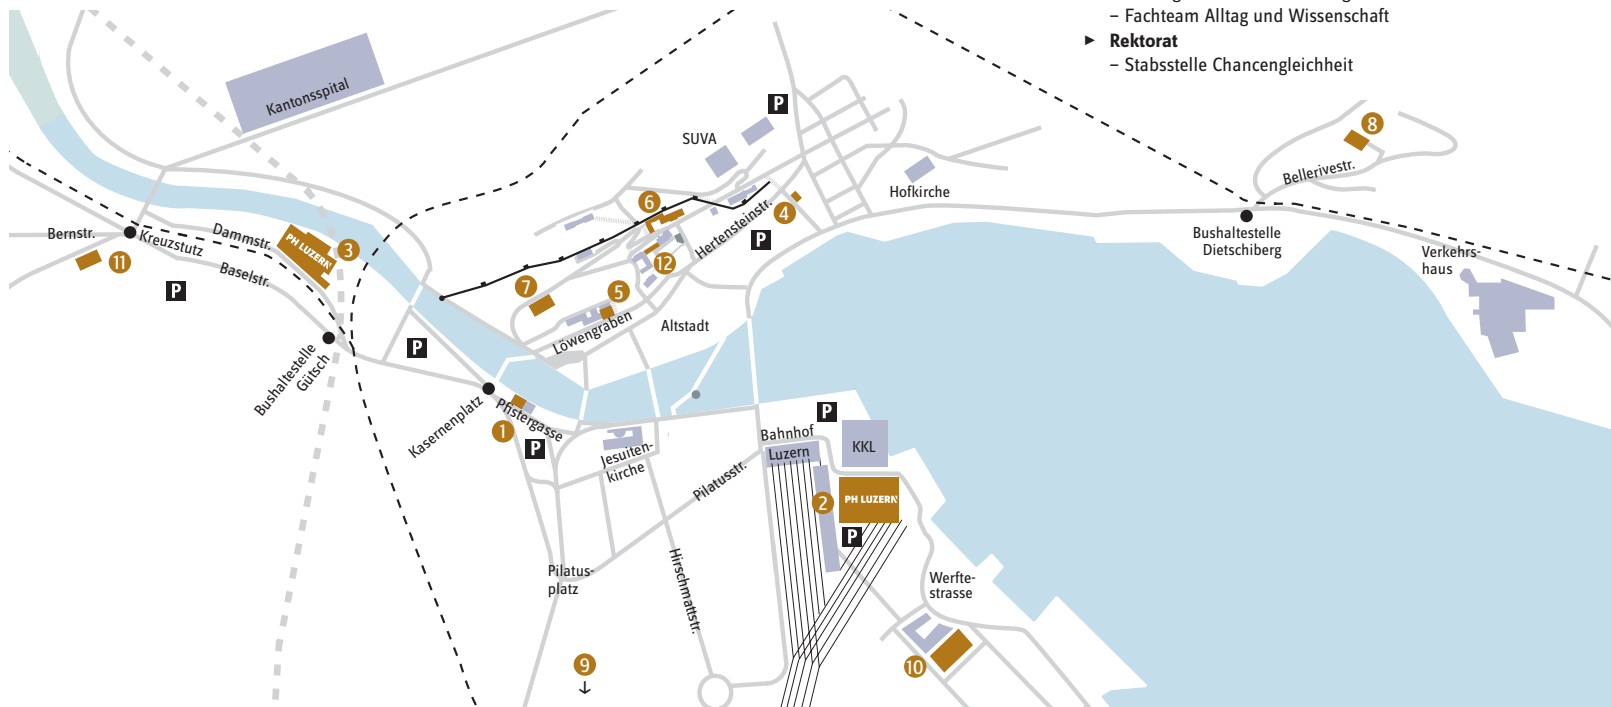 – Fachteam Alltag und Wissenschaft
► Rektorat
– Stabsstelle Chancengleichheit
Kantonsspital
P
SUVA
8
Bellerivestr.
Hofkirche
6
4
Hertensteinstr.
P
Bushaltestelle
Dietschiberg
Verkehrs-
haus
Bernstr.
Kreuzstutz
Dammstr.
PH LUZERN
3
11
Baselstr.
P
12
7
5
Löwengraben
Altstadt
P
Bushaltestelle
Gütsch
Kasernenplatz
Pfistergasse
1
P
Jesuiten-
kirche
Pilatusstr.
Bahnhof
Luzern
P
KKL
2
PH LUZERN
P
Pilatus-
platz
Hirschmattstr.
Werfte-
strasse
9
10